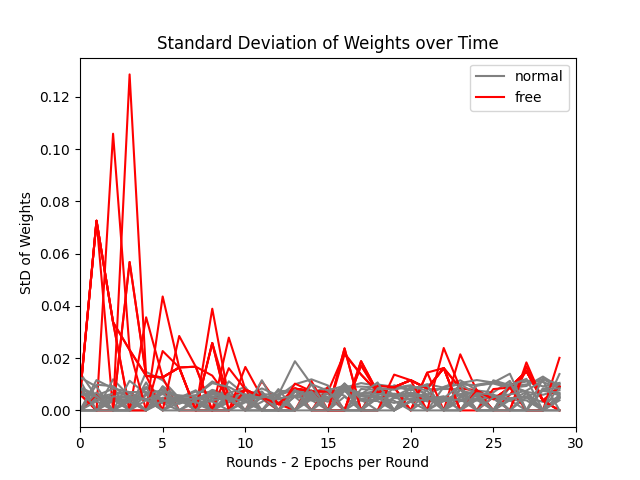 Standard Deviation of Weights over Time
normal
free
StD of Weights
0.12
0.10
0.08
0.06
0.04
0.02
0.00
0 5 10 15 20 25 30
Rounds - 2 Epochs per Round